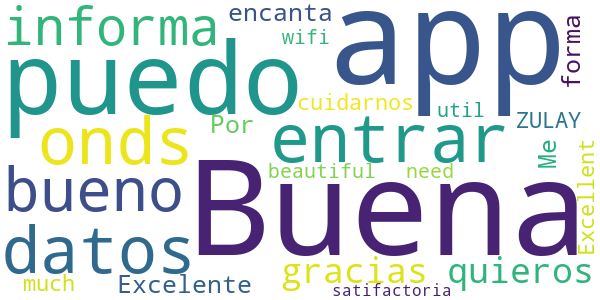 informa encanta app forma
wifi
puedo cuidarnos util
onds Por entrar ZULAY
bueno Buena beautiful need Me Excellent
datos gracias quieros
much Excelente satifactoria